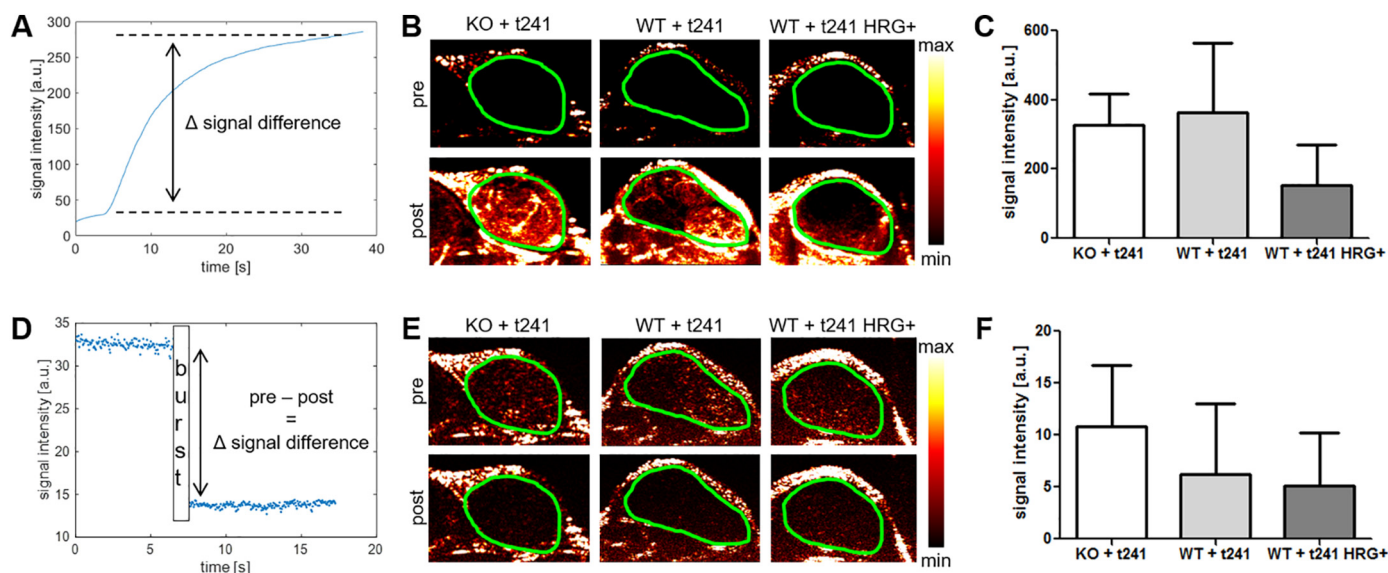 A
signal intensity [a.u.]
300
250
200
150
100
50
0
Δ signal difference
0 10 20 30 40
time [s]
B
KO + t241 WT + t241 WT + t241 HRG+
pre
post
max
min
C
signal intensity [a.u.]
600
400
200
0
KO + t241 WT + t241 WT + t241 HRG+
D
signal intensity [a.u.]
35
30
25
20
15
10
burst
pre – post
=
Δ signal difference
0 5 10 15 20
time [s]
E
KO + t241 WT + t241 WT + t241 HRG+
pre
post
max
min
F
signal intensity [a.u.]
20
15
10
5
0
KO + t241 WT + t241 WT + t241 HRG+